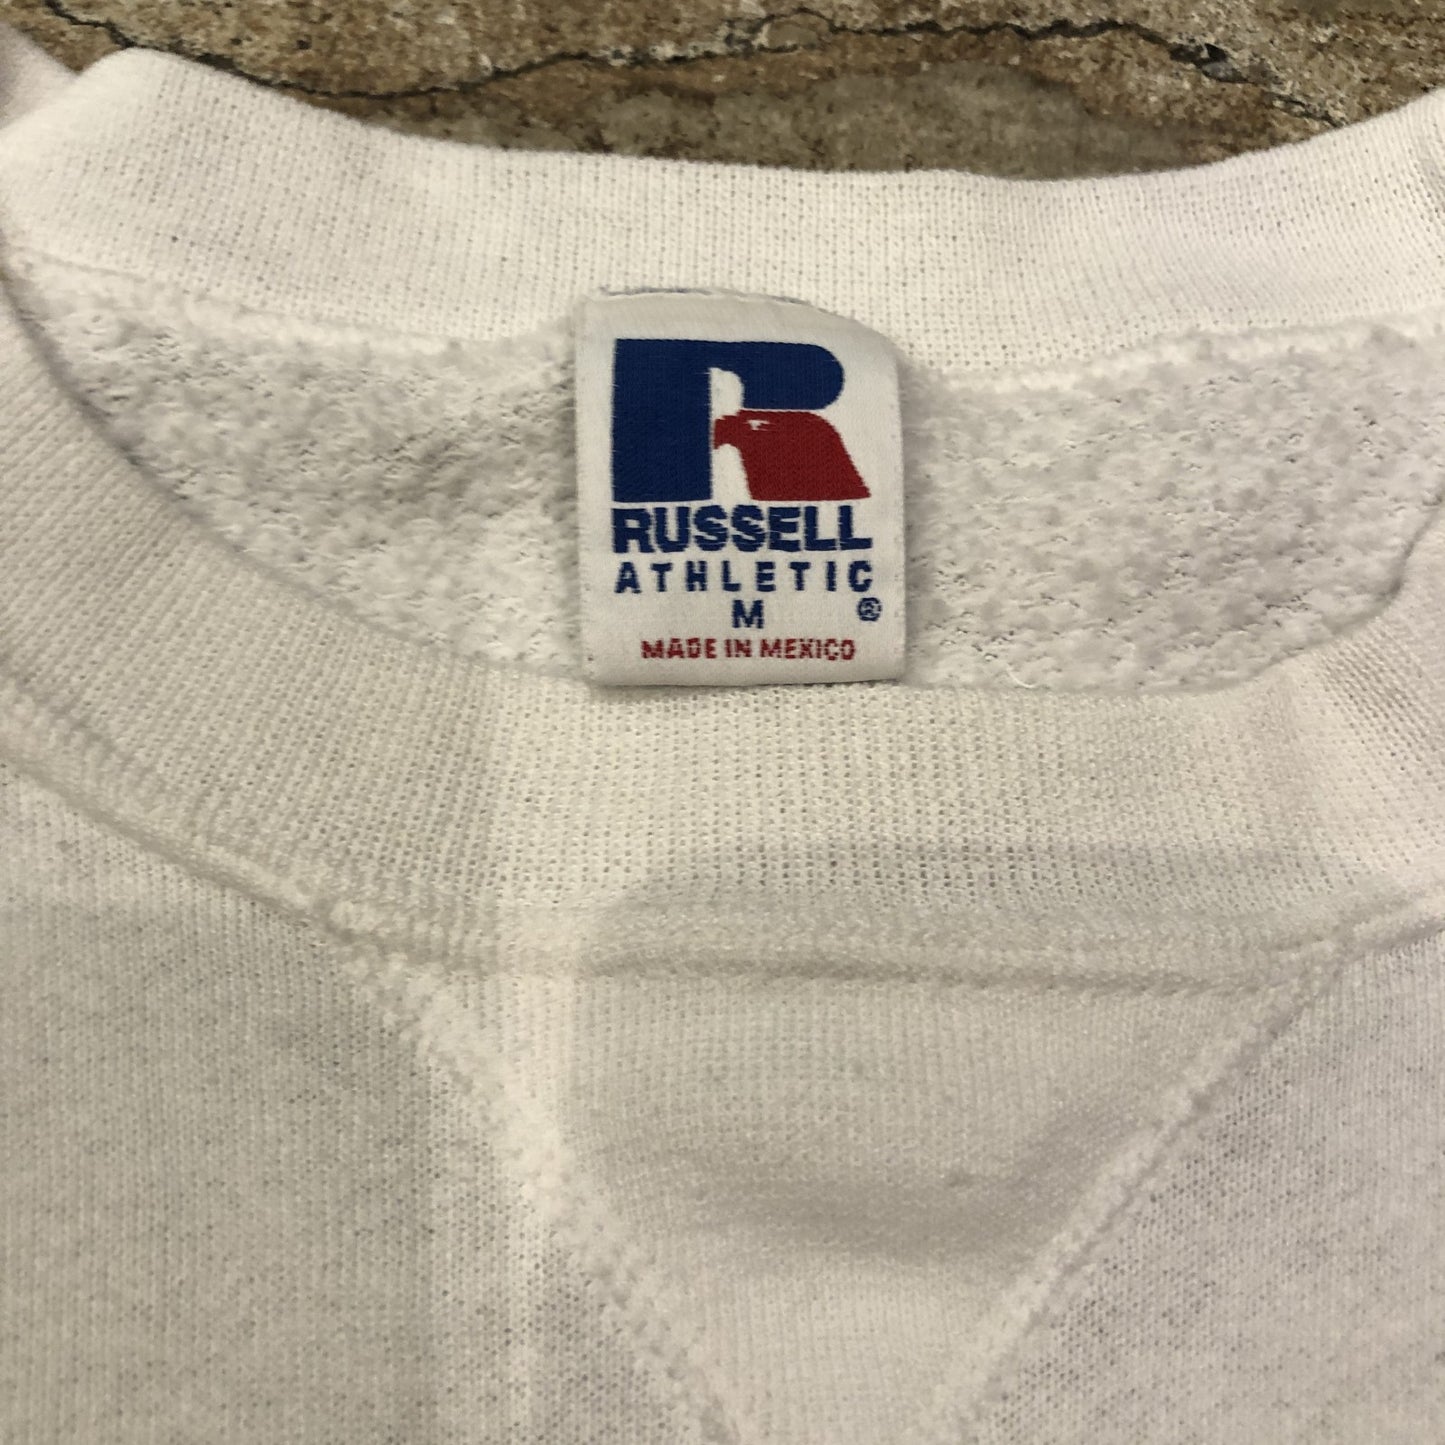 R
RUSSELL
ATHLETIC
M ®
MADE IN MEXICO